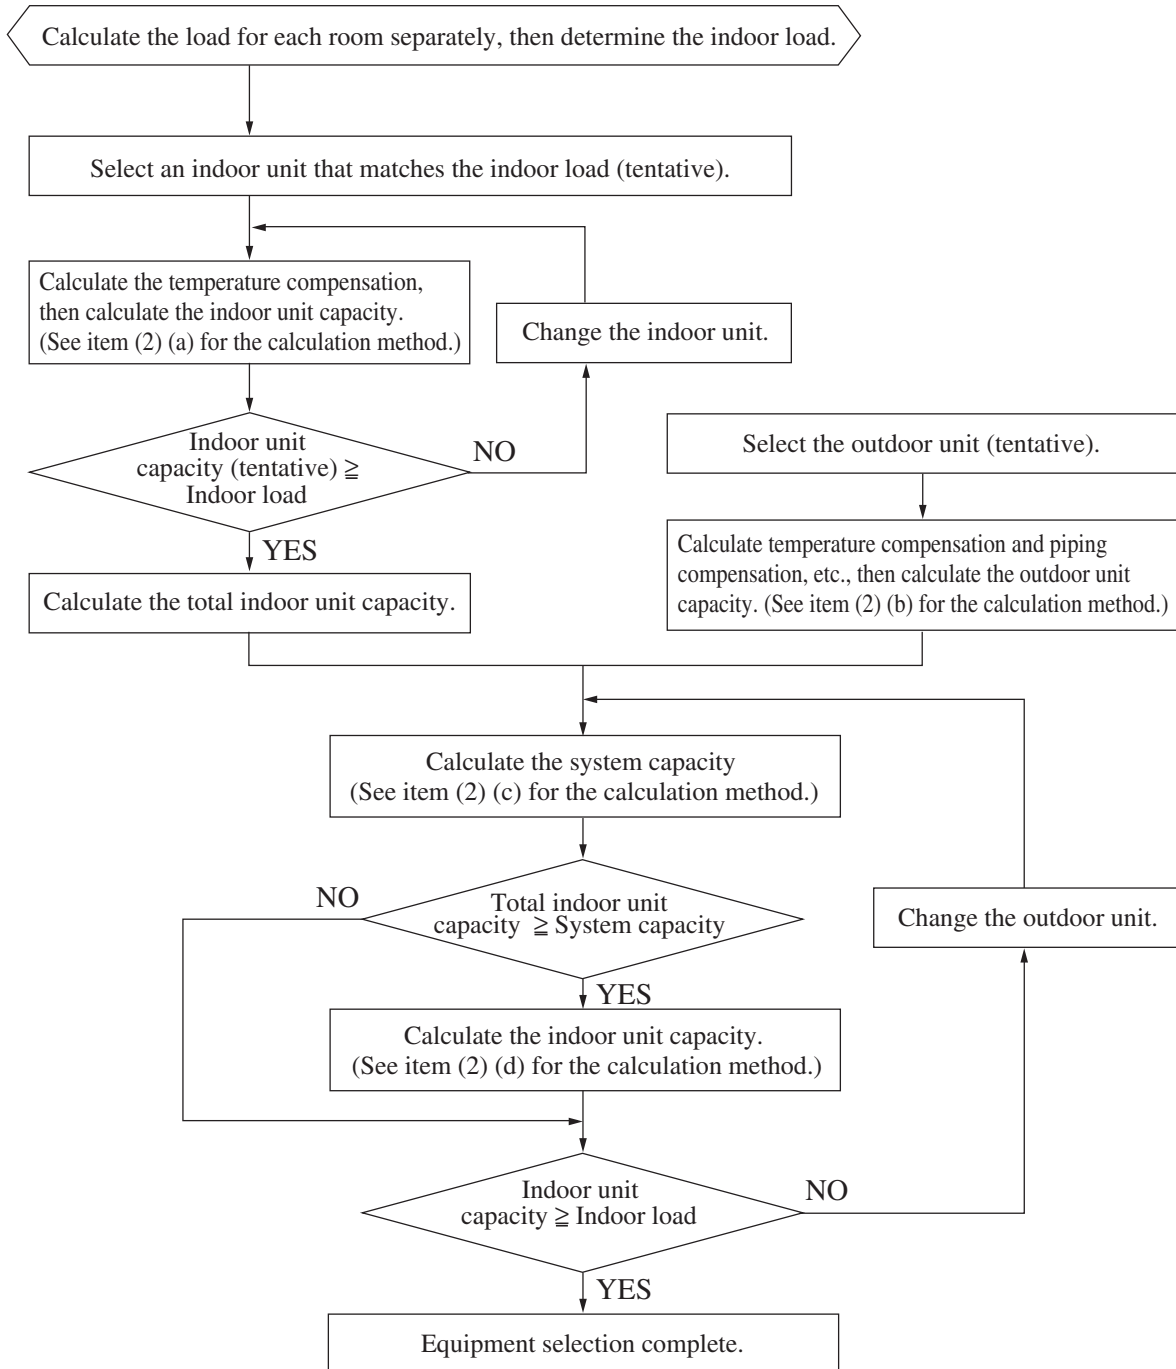 Calculate the load for each room separately, then determine the indoor load.
Select an indoor unit that matches the indoor load (tentative).
Calculate the temperature compensation,
then calculate the indoor unit capacity.
(See item (2) (a) for the calculation method.)
Change the indoor unit.
Indoor unit
capacity (tentative) ≧
Indoor load
NO
YES
Calculate the total indoor unit capacity.
Select the outdoor unit (tentative).
Calculate temperature compensation and piping
compensation, etc., then calculate the outdoor unit
capacity. (See item (2) (b) for the calculation method.)
Calculate the system capacity
(See item (2) (c) for the calculation method.)
NO
Total indoor unit
capacity ≧ System capacity
Change the outdoor unit.
YES
Calculate the indoor unit capacity.
(See item (2) (d) for the calculation method.)
Indoor unit
capacity ≧ Indoor load
NO
YES
Equipment selection complete.